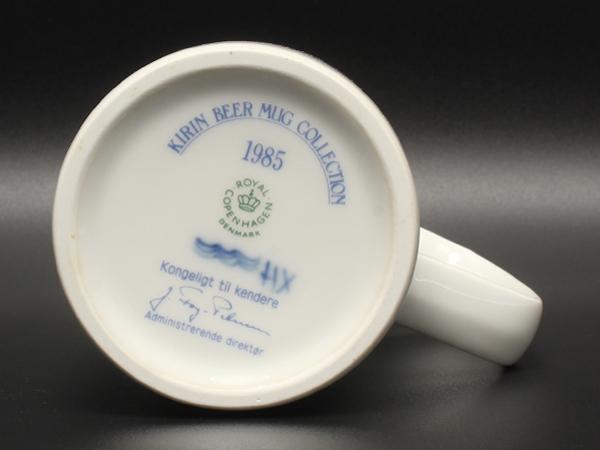 KIRIN BEER MUG COLLECTION
1985
ROYAL
COPENHAGEN
DENMARK
Kongeligt til kendere
Administrerende direktør